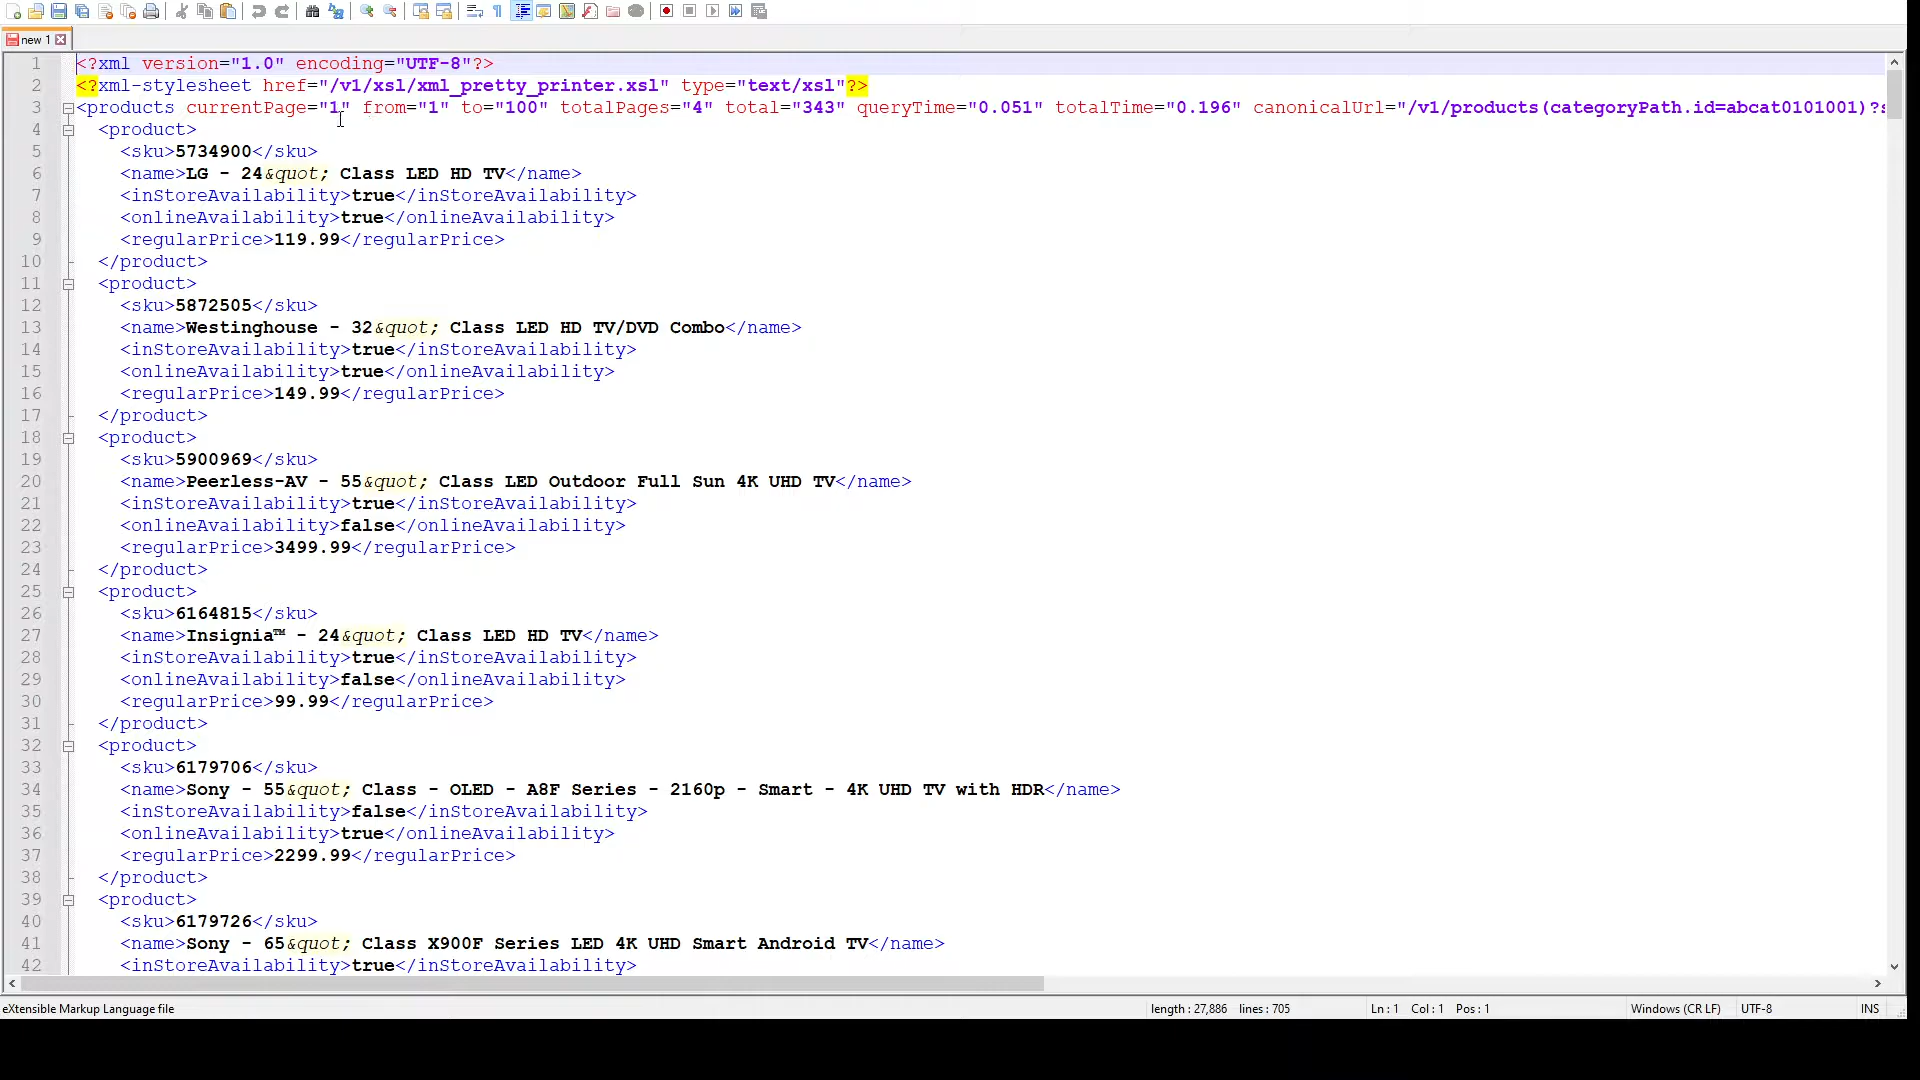 new 1
1 <?xml version="1.0" encoding="UTF-8"?>
2 <?xml-stylesheet href="/v1/xsl/xml_pretty_printer.xsl" type="text/xsl"?>
3 <products currentPage="1" from="1" to="100" totalPages="4" total="343" queryTime="0.051" totalTime="0.196" canonicalUrl="/v1/products(categoryPath.id=abcat0101001)?s
4 <product>
5 <sku>5734900</sku>
6 <name>LG - 24&quot; Class LED HD TV</name>
7 <inStoreAvailability>true</inStoreAvailability>
8 <onlineAvailability>true</onlineAvailability>
9 <regularPrice>119.99</regularPrice>
10 </product>
11 <product>
12 <sku>5872505</sku>
13 <name>Westinghouse - 32&quot; Class LED HD TV/DVD Combo</name>
14 <inStoreAvailability>true</inStoreAvailability>
15 <onlineAvailability>true</onlineAvailability>
16 <regularPrice>149.99</regularPrice>
17 </product>
18 <product>
19 <sku>5900969</sku>
20 <name>Peerless-AV - 55&quot; Class LED Outdoor Full Sun 4K UHD TV</name>
21 <inStoreAvailability>true</inStoreAvailability>
22 <onlineAvailability>false</onlineAvailability>
23 <regularPrice>3499.99</regularPrice>
24 </product>
25 <product>
26 <sku>6164815</sku>
27 <name>Insignia™ - 24&quot; Class LED HD TV</name>
28 <inStoreAvailability>true</inStoreAvailability>
29 <onlineAvailability>false</onlineAvailability>
30 <regularPrice>99.99</regularPrice>
31 </product>
32 <product>
33 <sku>6179706</sku>
34 <name>Sony - 55&quot; Class - OLED - A8F Series - 2160p - Smart - 4K UHD TV with HDR</name>
35 <inStoreAvailability>false</inStoreAvailability>
36 <onlineAvailability>true</onlineAvailability>
37 <regularPrice>2299.99</regularPrice>
38 </product>
39 <product>
40 <sku>6179726</sku>
41 <name>Sony - 65&quot; Class X900F Series LED 4K UHD Smart Android TV</name>
42 <inStoreAvailability>true</inStoreAvailability>
eXtensible Markup Language file length : 27,886 lines : 705 Ln : 1 Col : 1 Pos : 1 Windows (CR LF) UTF-8 INS